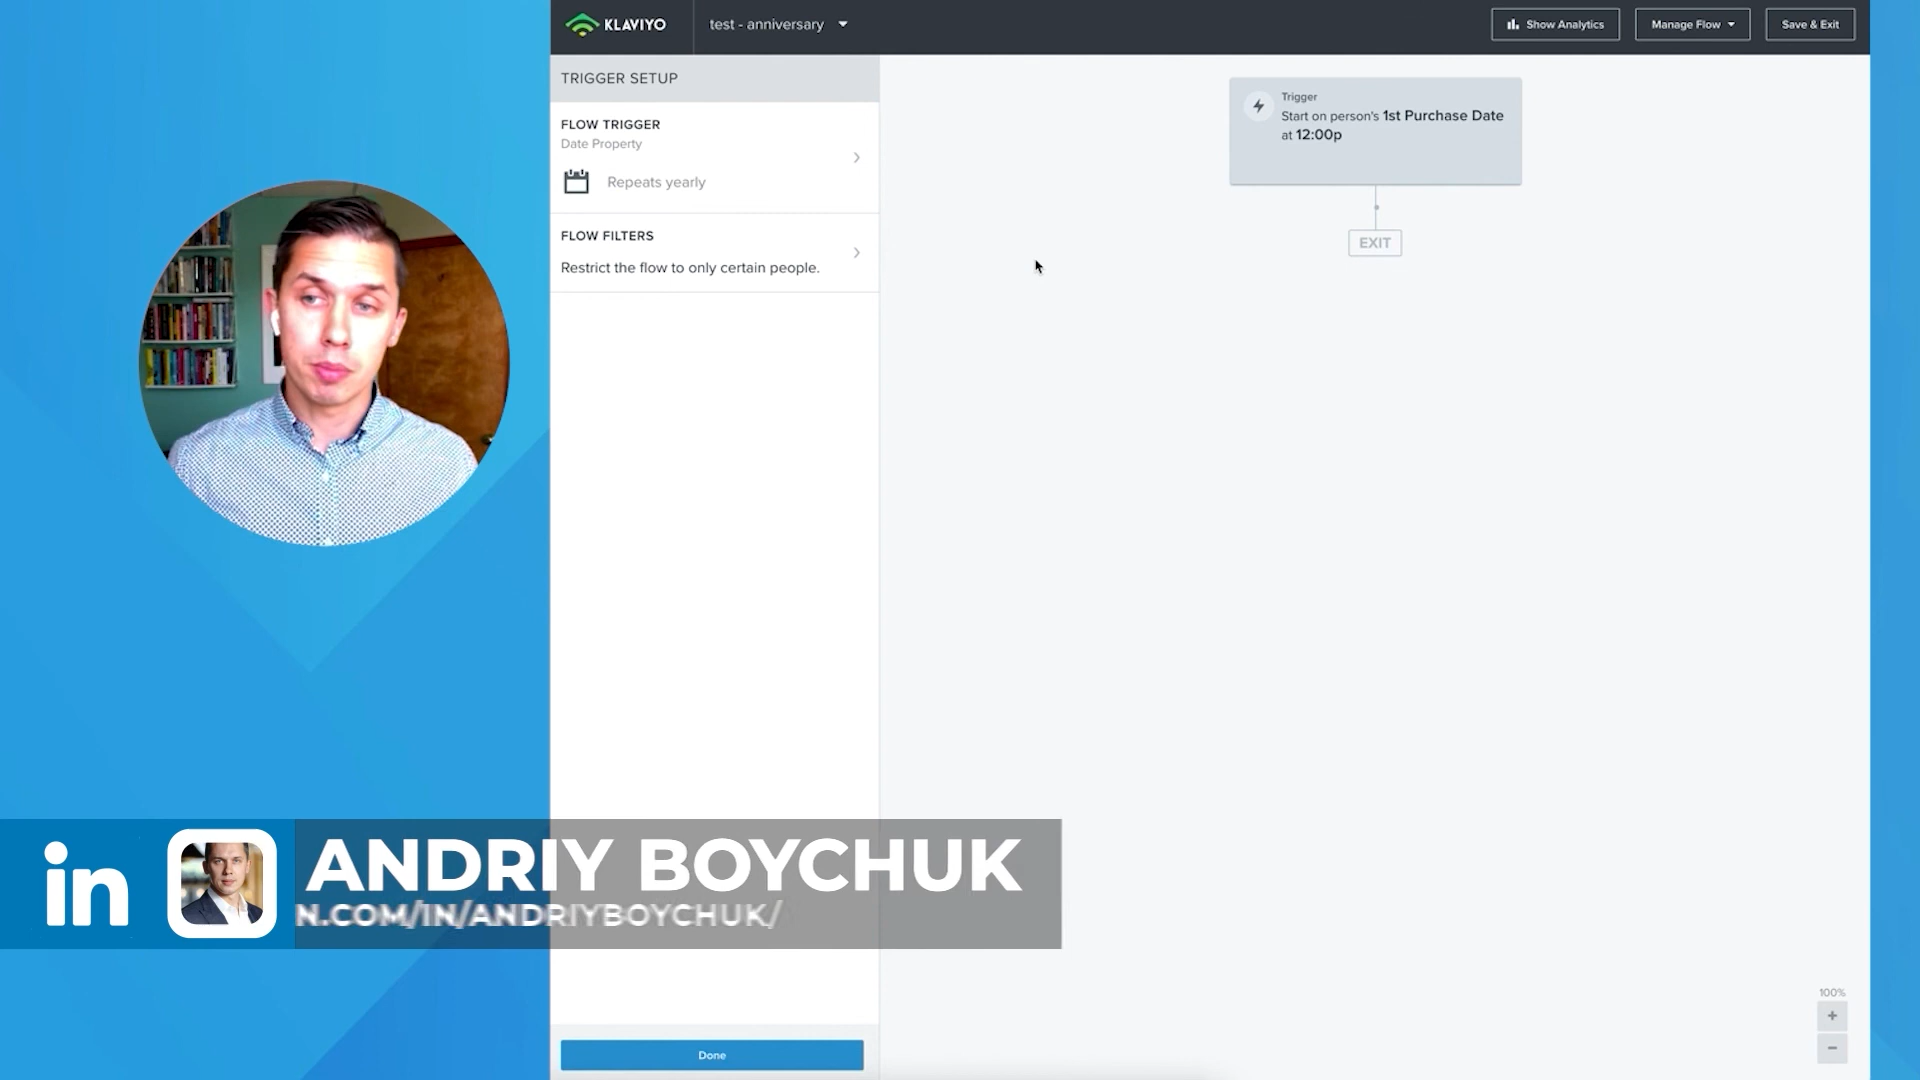 KLAVIYO
test - anniversary
Show Analytics
Manage Flow
Save & Exit
TRIGGER SETUP
FLOW TRIGGER
Date Property
Repeats yearly
FLOW FILTERS
Restrict the flow to only certain people.
Trigger
Start on person's 1st Purchase Date
at 12:00p
EXIT
in
ANDRIY BOYCHUK
N.COM/IN/ANDRIYBOYCHUK/
Done
100%
+
−